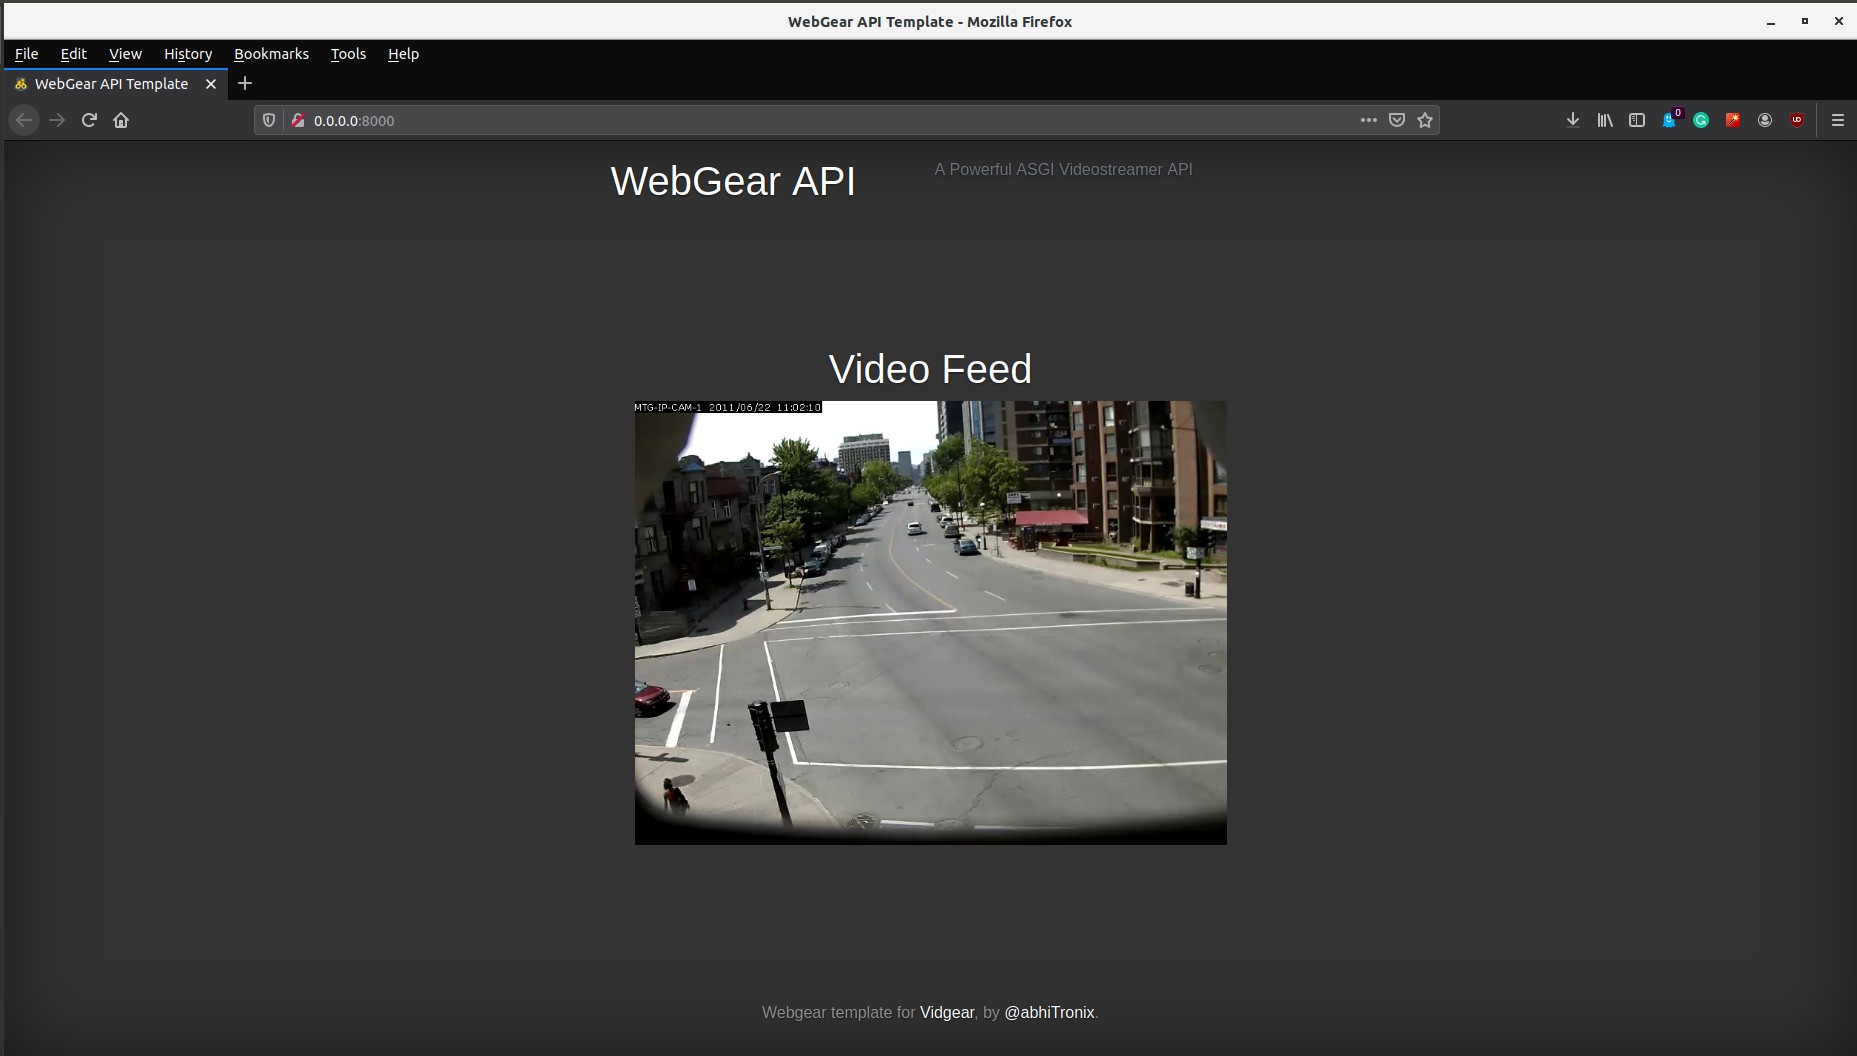 WebGear API Template - Mozilla Firefox
File Edit View History Bookmarks Tools Help
WebGear API Template
0.0.0.0:8000
0
UD
WebGear API
A Powerful ASGI Videostreamer API
Video Feed
MTG-IP-CAM-1 2011/06/22 11:02:10
Webgear template for Vidgear, by @abhiTronix.